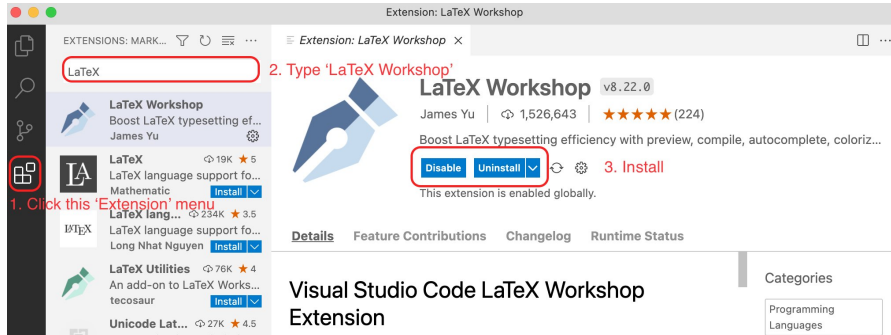 Extension: LaTeX Workshop
EXTENSIONS: MARK...
Extension: LaTeX Workshop
LaTeX
2. Type ‘LaTeX Workshop’
LaTeX Workshop
Boost LaTeX typesetting ef...
James Yu
LaTeX 19K ★ 5
LaTeX language support fo...
Mathematic Install
1. Click this ‘Extension’ menu
LaTeX lang... 234K ★ 3.5
LaTeX language support fo...
Long Nhat Nguyen Install
LaTeX Utilities 76K ★ 4
An add-on to LaTeX Works...
tecosaur Install
Unicode Lat... 27K ★ 4.5
LA
LATEX
LaTeX Workshop v8.22.0
James Yu 1,526,643 ★★★★★(224)
Boost LaTeX typesetting efficiency with preview, compile, autocomplete, coloriz...
Disable Uninstall 3. Install
This extension is enabled globally.
Details Feature Contributions Changelog Runtime Status
Visual Studio Code LaTeX Workshop
Extension
Categories
Programming
Languages